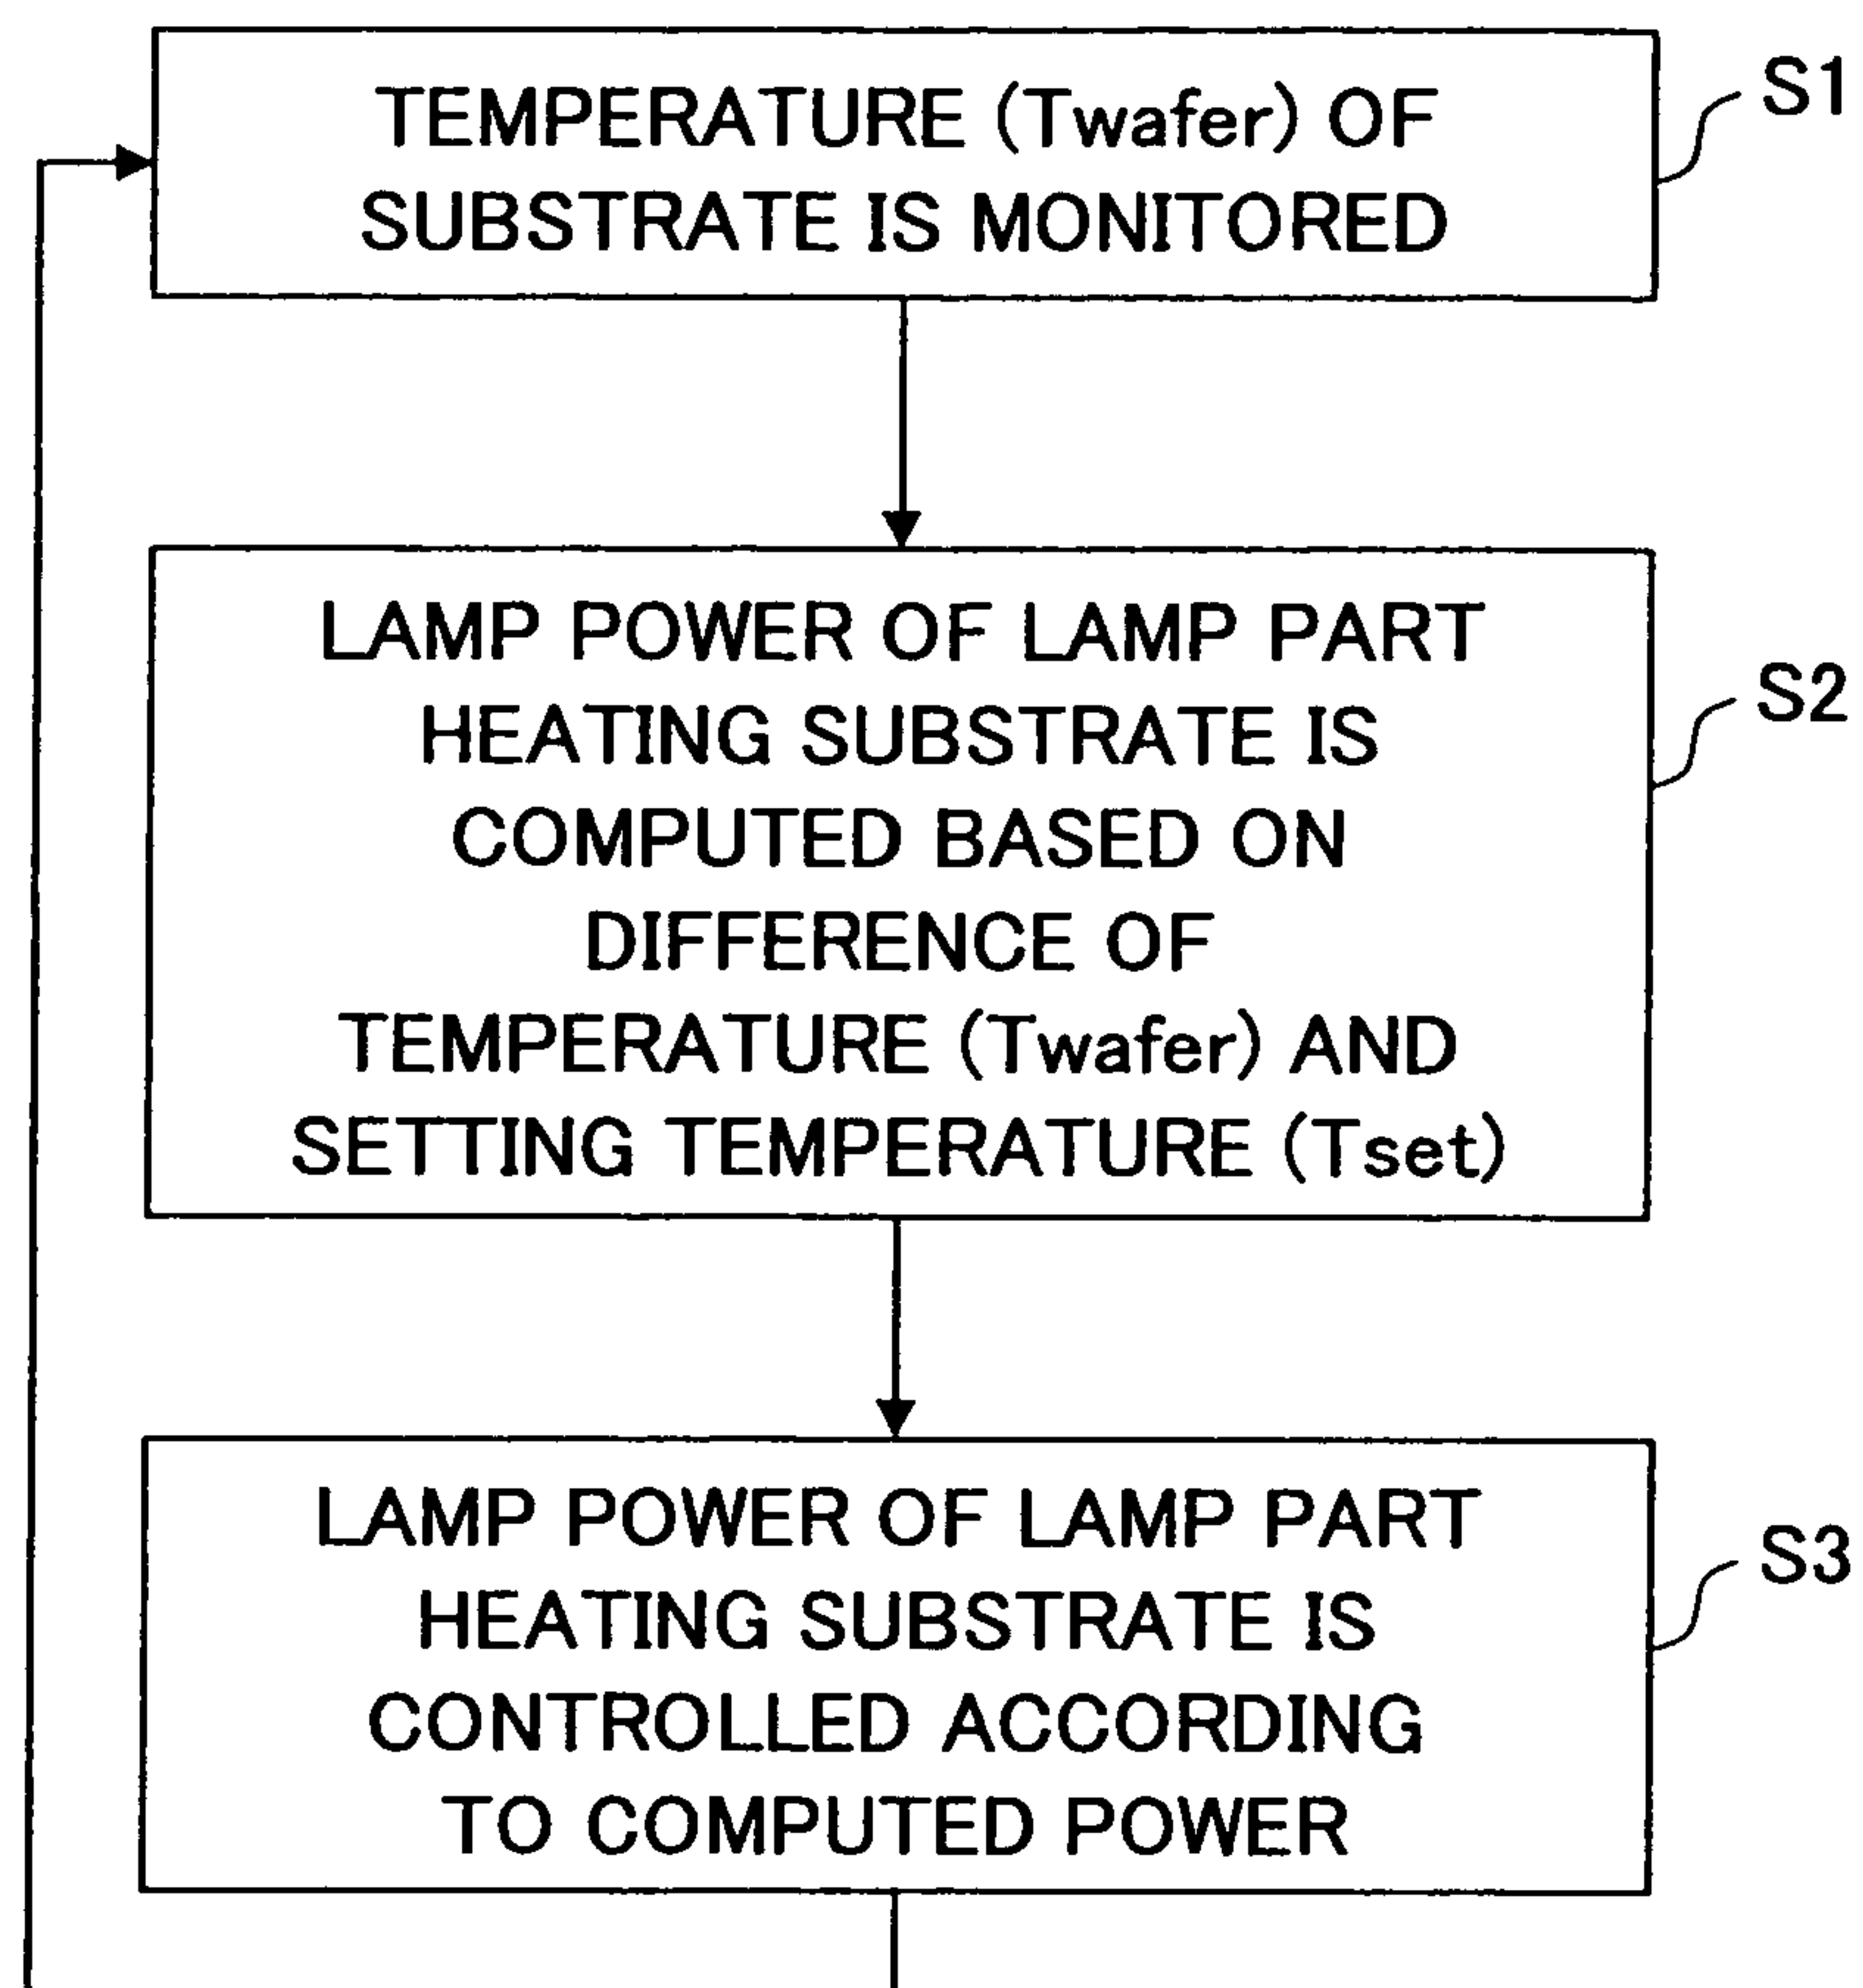 TEMPERATURE (Twafer) OF
SUBSTRATE IS MONITORED
S1
LAMP POWER OF LAMP PART
HEATING SUBSTRATE IS
COMPUTED BASED ON
DIFFERENCE OF
TEMPERATURE (Twafer) AND
SETTING TEMPERATURE (Tset)
S2
LAMP POWER OF LAMP PART
HEATING SUBSTRATE IS
CONTROLLED ACCORDING
TO COMPUTED POWER
S3